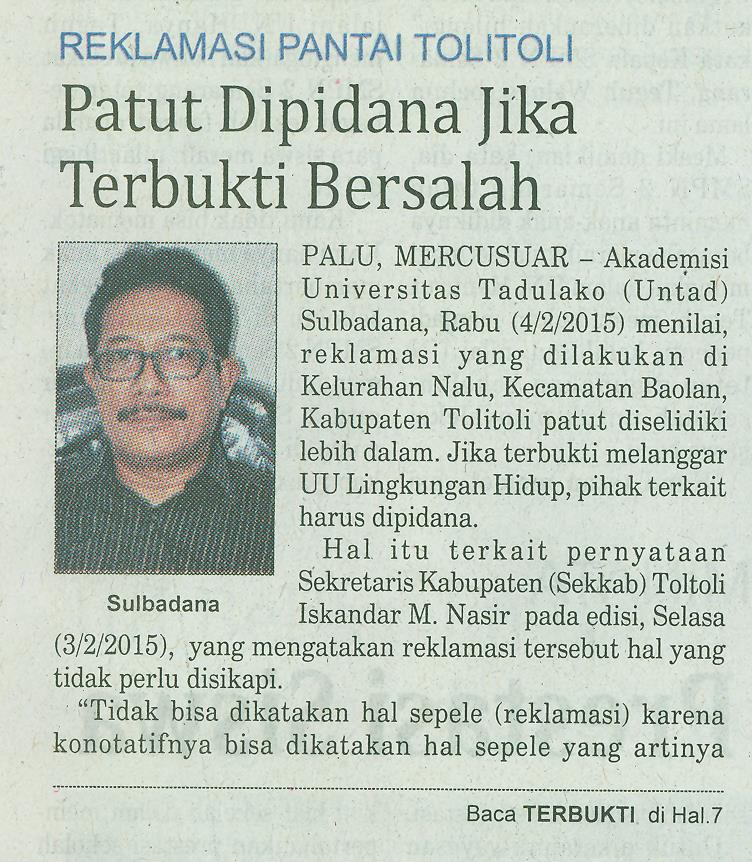 REKLAMASI PANTAI TOLITOLI
Patut Dipidana Jika
Terbukti Bersalah
PALU, MERCUSUAR – Akademisi
Universitas Tadulako (Untad)
Sulbadana, Rabu (4/2/2015) menilai,
reklamasi yang dilakukan di
Kelurahan Nalu, Kecamatan Baolan,
Kabupaten Tolitoli patut diselidiki
lebih dalam. Jika terbukti melanggar
UU Lingkungan Hidup, pihak terkait
harus dipidana.
Hal itu terkait pernyataan
Sekretaris Kabupaten (Sekkab) Toltoli
Iskandar M. Nasir pada edisi, Selasa
(3/2/2015), yang mengatakan reklamasi tersebut hal yang
tidak perlu disikapi.
“Tidak bisa dikatakan hal sepele (reklamasi) karena
konotatifnya bisa dikatakan hal sepele yang artinya
Sulbadana
Baca TERBUKTI di Hal.7